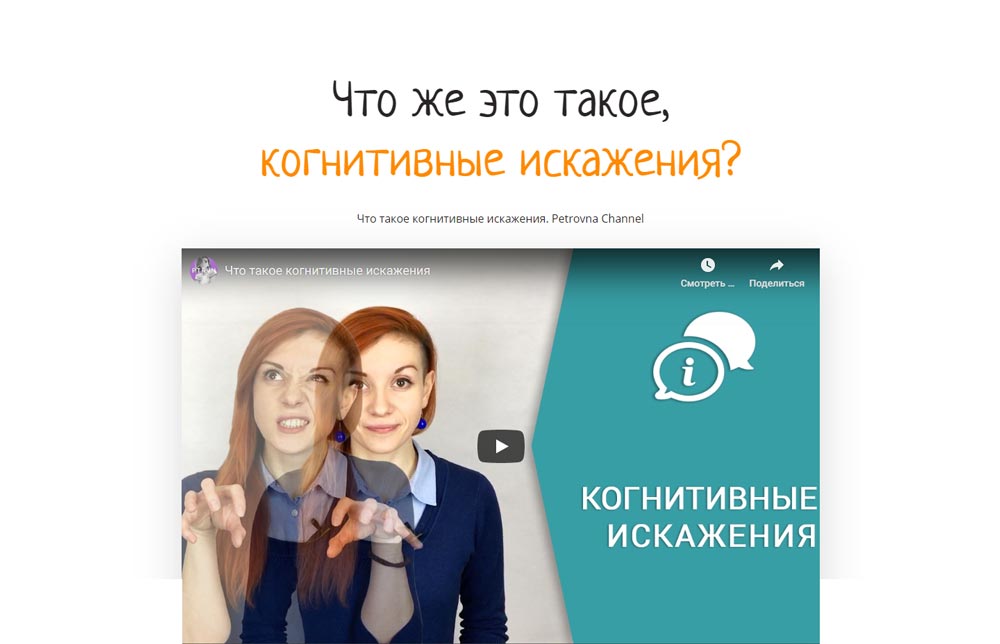 Что же это такое,
когнитивные искажения?
Что такое когнитивные искажения. Petrovna Channel
Что такое когнитивные искажения
Смотреть ...
Поделиться
i
КОГНИТИВНЫЕ
ИСКАЖЕНИЯ